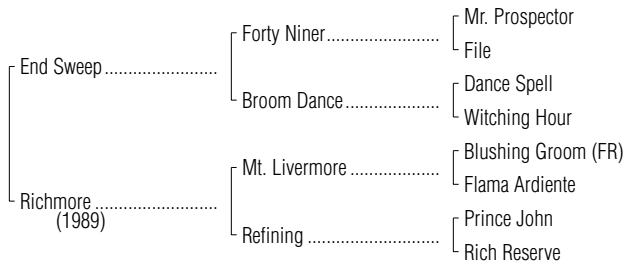 Mr. Prospector
Forty Niner........................
File
End Sweep........................
Dance Spell
Broom Dance....................
Witching Hour
Blushing Groom (FR)
Mt. Livermore...................
Flama Ardiente
Richmore..........................
(1989)
Prince John
Refining............................
Rich Reserve